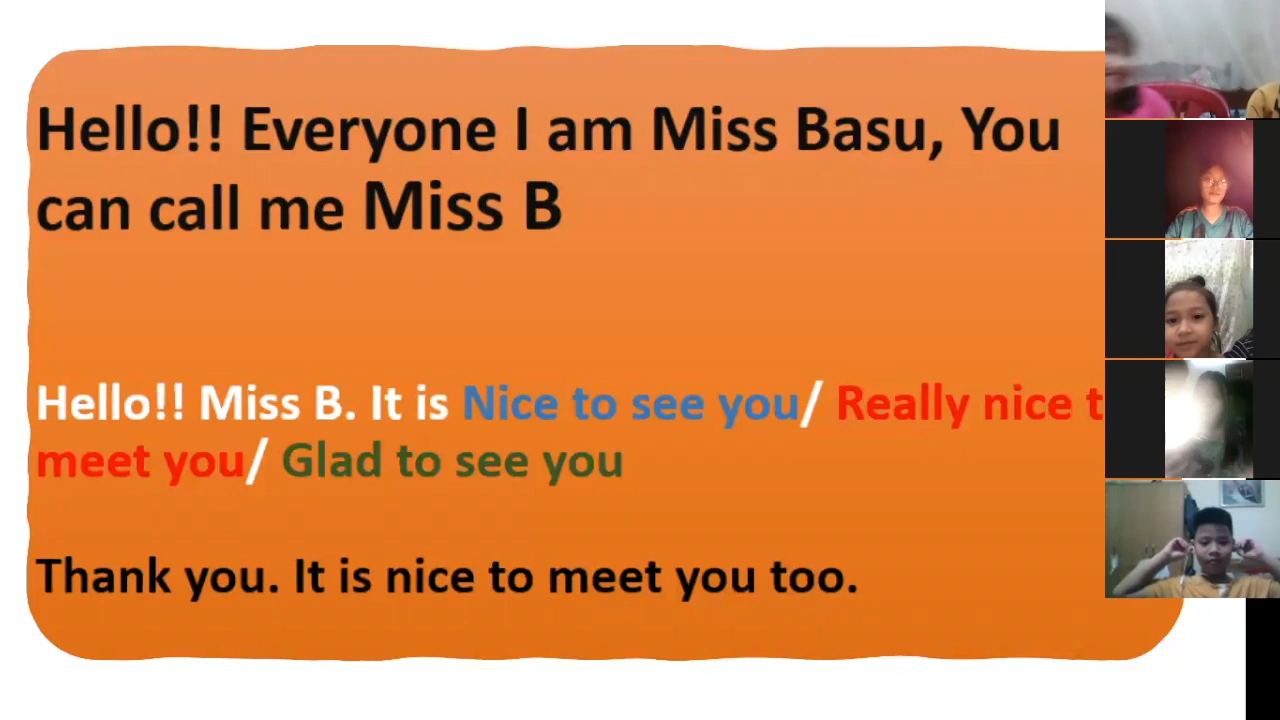 Hello!! Everyone I am Miss Basu, You
can call me Miss B
Hello!! Miss B. It is Nice to see you/ Really nice t
meet you/ Glad to see you
Thank you. It is nice to meet you too.